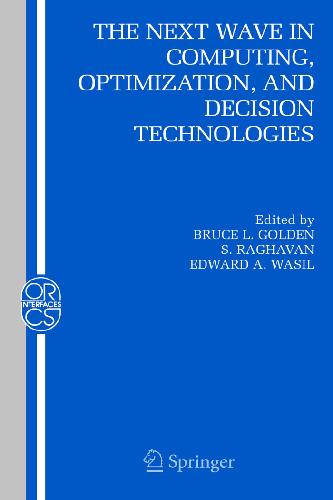 THE NEXT WAVE IN
COMPUTING,
OPTIMIZATION, AND
DECISION
TECHNOLOGIES
Edited by
BRUCE L. GOLDEN
S. RAGHAVAN
EDWARD A. WASIL
OR
INTERFACES
CS
Springer